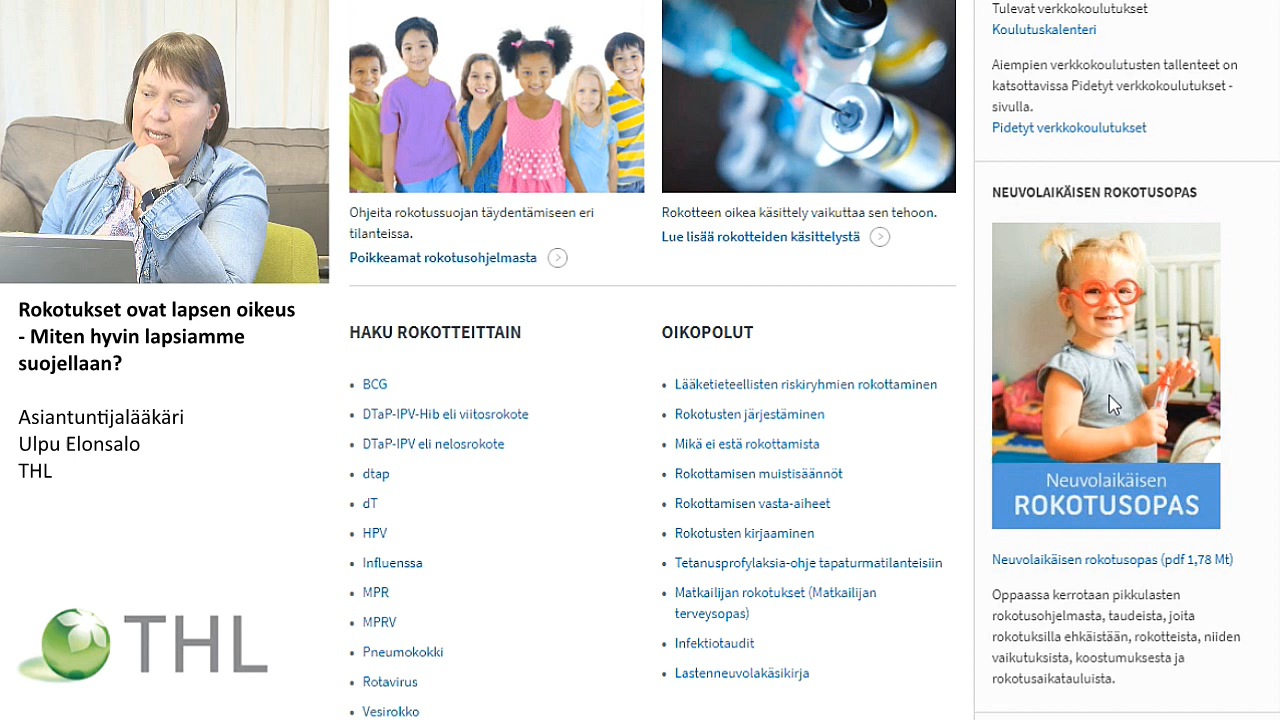 Rokotukset ovat lapsen oikeus
- Miten hyvin lapsiamme
suojellaan?
Asiantuntijalääkäri
Ulpu Elonsalo
THL
THL
Ohjeita rokotussuojan täydentämiseen eri
tilanteissa.
Poikkeamat rokotusohjelmasta
Rokotteen oikea käsittely vaikuttaa sen tehoon.
Lue lisää rokotteiden käsittelystä
HAKU ROKOTTEITTAIN
BCG
DTaP-IPV-Hib eli viitosrokote
DTaP-IPV eli nelosrokote
dtap
dT
HPV
Influenssa
MPR
MPRV
Pneumokokki
Rotavirus
Vesirokko
OIKOPOLUT
Lääketieteellisten riskiryhmien rokottaminen
Rokotusten järjestäminen
Mikä ei estä rokottamista
Rokottamisen muistisäännöt
Rokottamisen vasta-aiheet
Rokotusten kirjaaminen
Tetanusprofylaksia-ohje tapaturmatilanteisiin
Matkailijan rokotukset (Matkailijan
terveysopas)
Infektiotaudit
Lastenneuvolakäsikirja
Tulevat verkkokoulutukset
Koulutuskalenteri
Aiempien verkkokoulutusten tallenteet on
katsottavissa Pidetyt verkkokoulutukset -
sivulla.
Pidetyt verkkokoulutukset
NEUVOLAIKÄISEN ROKOTUSOPAS
Neuvolaikäisen
ROKOTUSOPAS
Neuvolaikäisen rokotusopas (pdf 1,78 Mt)
Oppaassa kerrotaan pikkulasten
rokotusohjelmasta, taudeista, joita
rokotuksilla ehkäistään, rokotteista, niiden
vaikutuksista, koostumuksesta ja
rokotusaikatauluista.